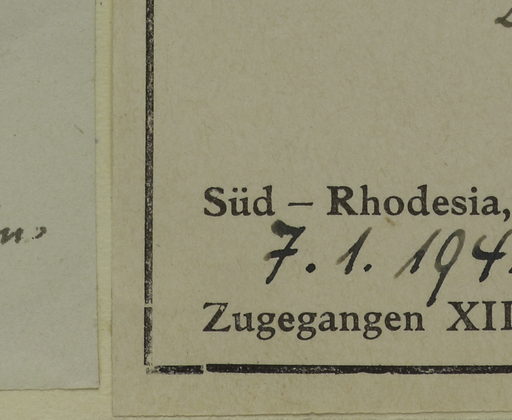 Süd – Rhodesia,
7. 1. 194
Zugegangen XII